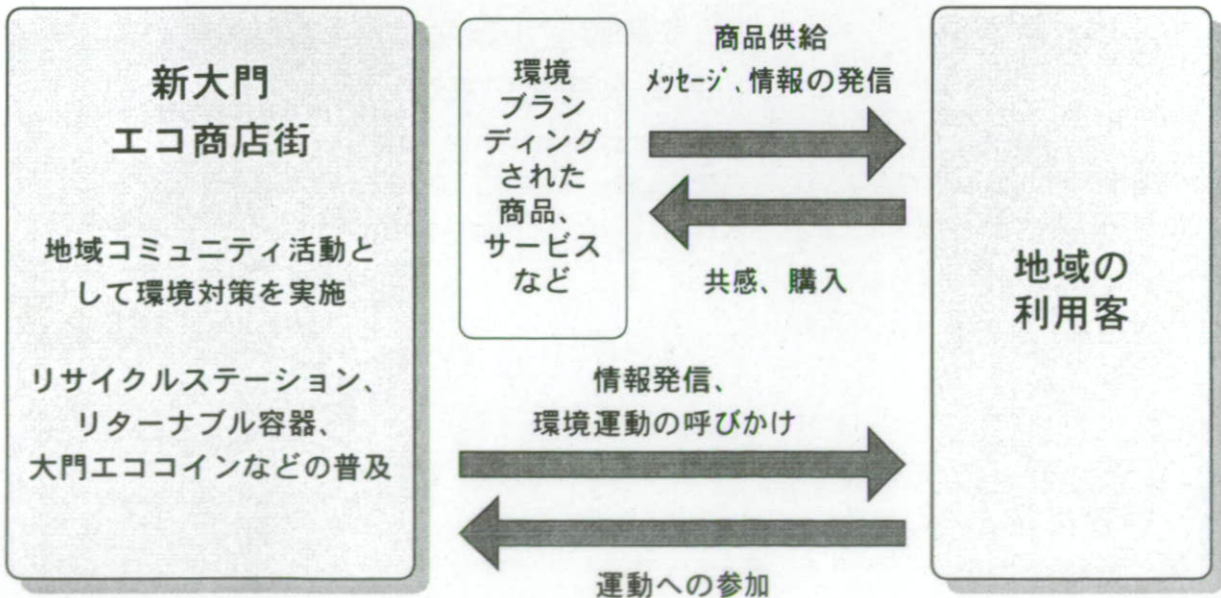 新大門
エコ商店街
地域コミュニティ活動と
して環境対策を実施
リサイクルステーション、
リターナブル容器、
大門エココインなどの普及
環境
ブラン
ディング
された
商品、
サービス
など
商品供給
メッセージ、情報の発信
共感、購入
情報発信、
環境運動の呼びかけ
運動への参加
地域の
利用客